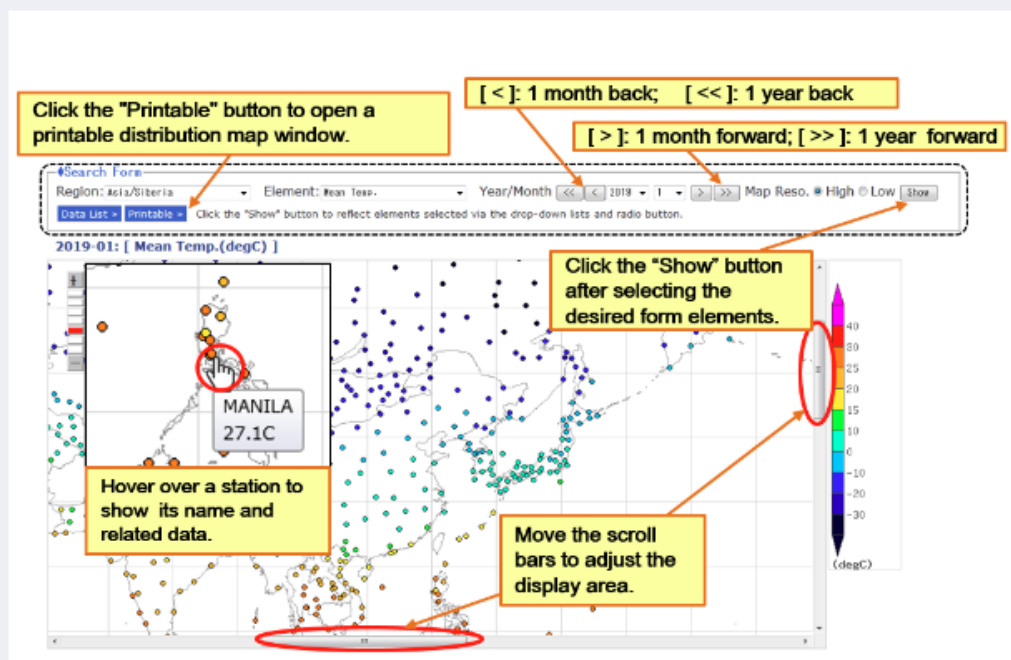 [ < ]: 1 month back;   [ << ]: 1 year back
Click the "Printable" button to open a
printable distribution map window.
[ > ]: 1 month forward; [ >> ]: 1 year forward
Search Form
Region: Asia/Siberia Element: Mean Temp. Year/Month << < 2019 1 > >> Map Reso. High Low Show
Data List » Printable » Click the "Show" button to reflect elements selected via the drop-down lists and radio button.
2019-01: [ Mean Temp.(degC) ]
Click the “Show” button
after selecting the
desired form elements.
MANILA
27.1C
Hover over a station to
show its name and
related data.
Move the scroll
bars to adjust the
display area.
40
30
25
20
15
10
0
-10
-20
-30
(degC)